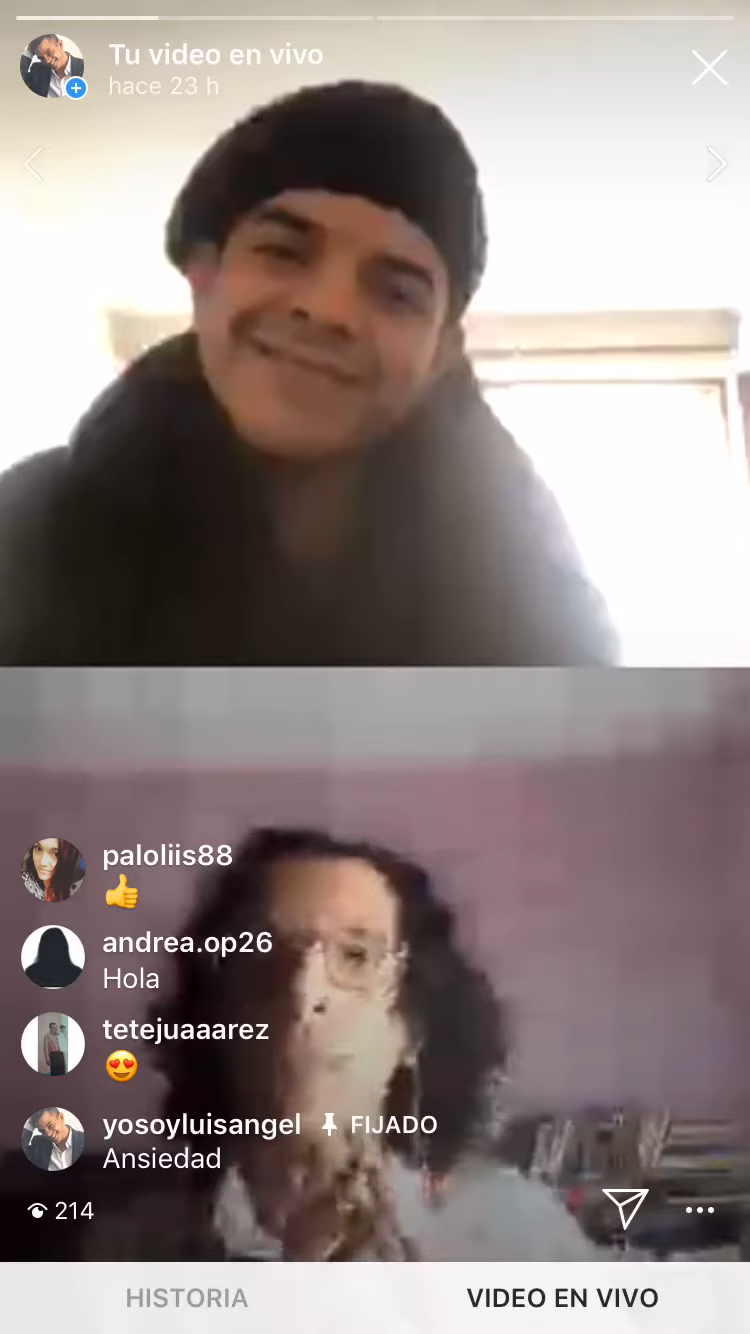 Tu video en vivo
hace 23 h
paloliis88
👍
andrea.op26
Hola
tetejuaaarez
😍
yosoyluisangel FIJADO
Ansiedad
214
HISTORIA
VIDEO EN VIVO